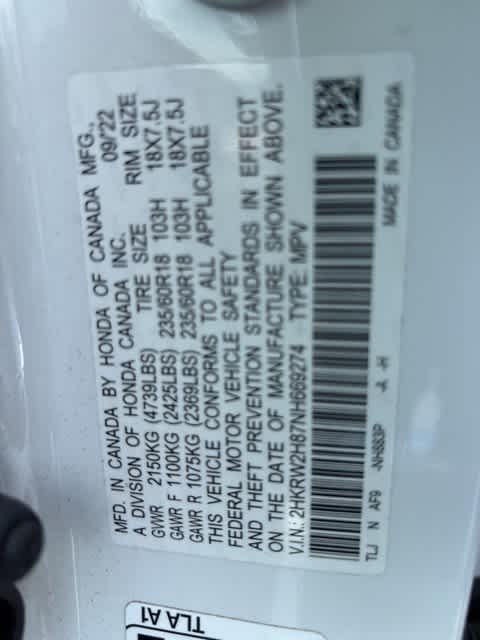 MFD. IN CANADA BY HONDA OF CANADA MFG.,
A DIVISION OF HONDA CANADA INC. 09/22
TIRE SIZE RIM SIZE
GVWR 2150KG (4739LBS)
GAWR F 1100KG (2425LBS) 235/60R18 103H 18X7.5J
GAWR R 1075KG (2369LBS) 235/60R18 103H 18X7.5J
THIS VEHICLE CONFORMS TO ALL APPLICABLE
FEDERAL MOTOR VEHICLE SAFETY
AND THEFT PREVENTION STANDARDS IN EFFECT
ON THE DATE OF MANUFACTURE SHOWN ABOVE.
V.I.N.: 2HKRW2H87NH669274 TYPE: MPV
TLJ N AF9 -NH883P -J. -H
MADE IN CANADA
TLA A1